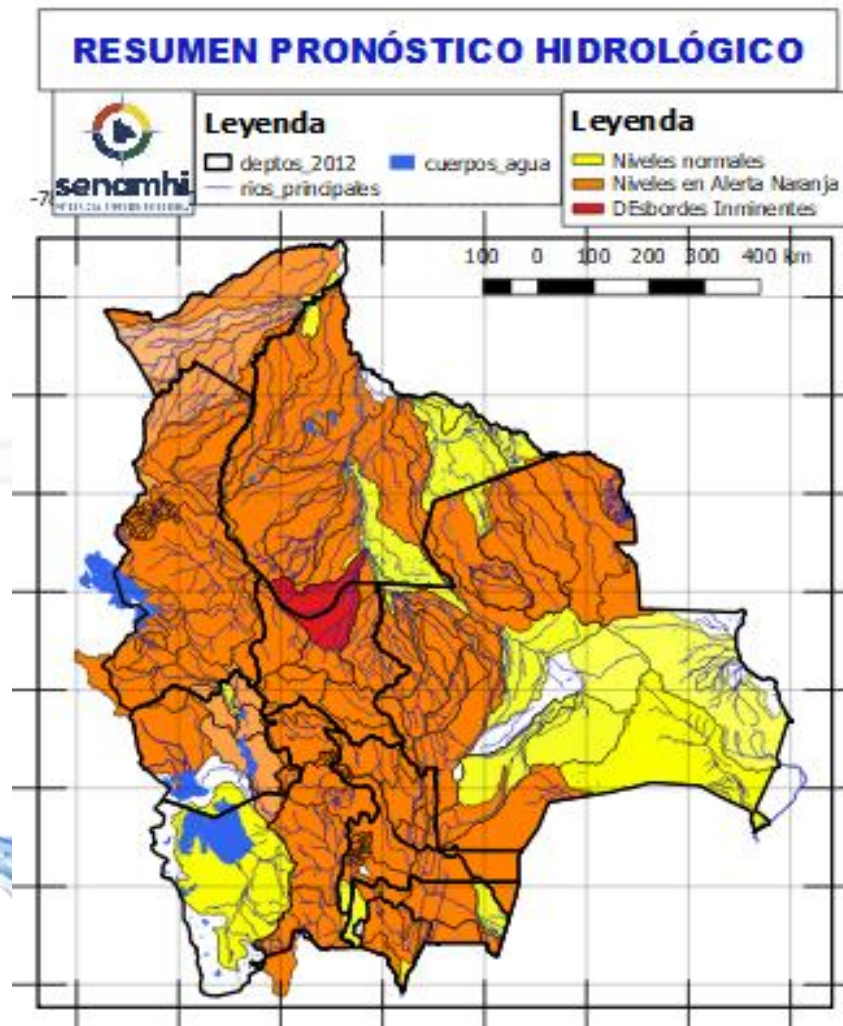 RESUMEN PRONÓSTICO HIDROLÓGICO
senamhi
Leyenda
deptos_2012
cuerpos_agua
rios_principales
Leyenda
Niveles normales
Niveles en Alerta Naranja
DEsbordes Inminentes
100 0 100 200 300 400 km